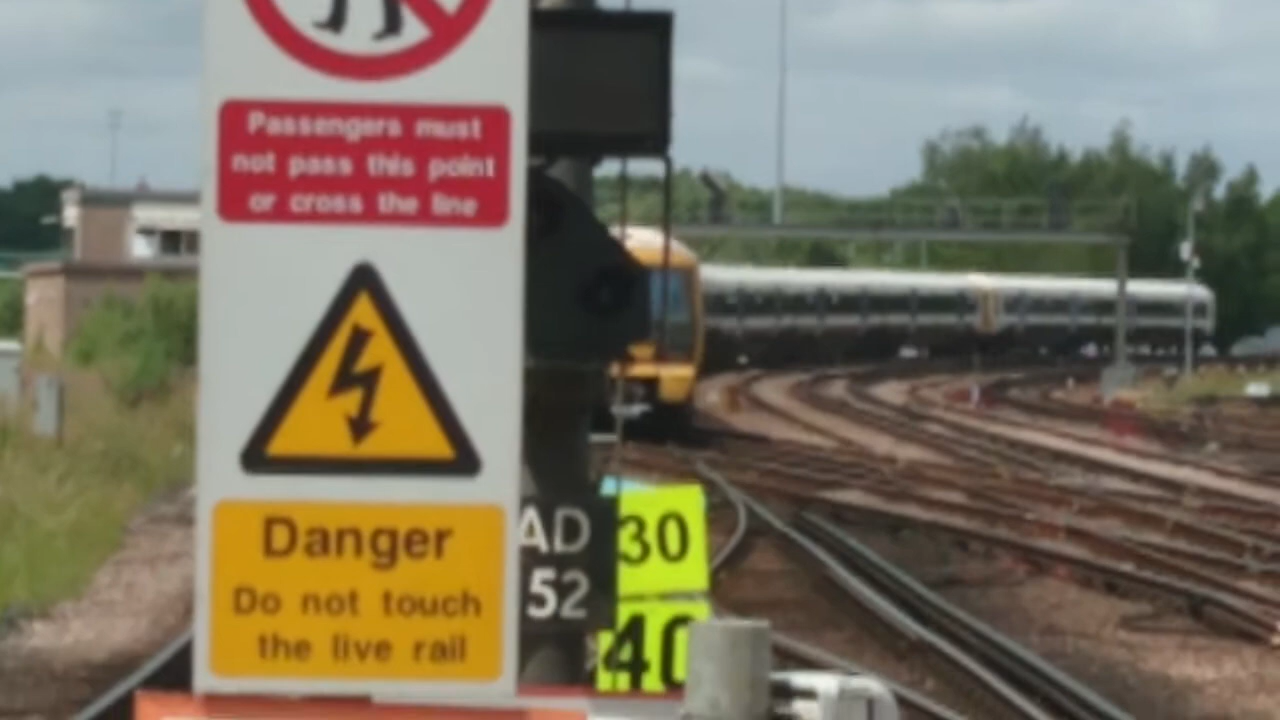 Passengers must
not pass this point
or cross the line
Danger
Do not touch
the live rail
AD
52
30
40